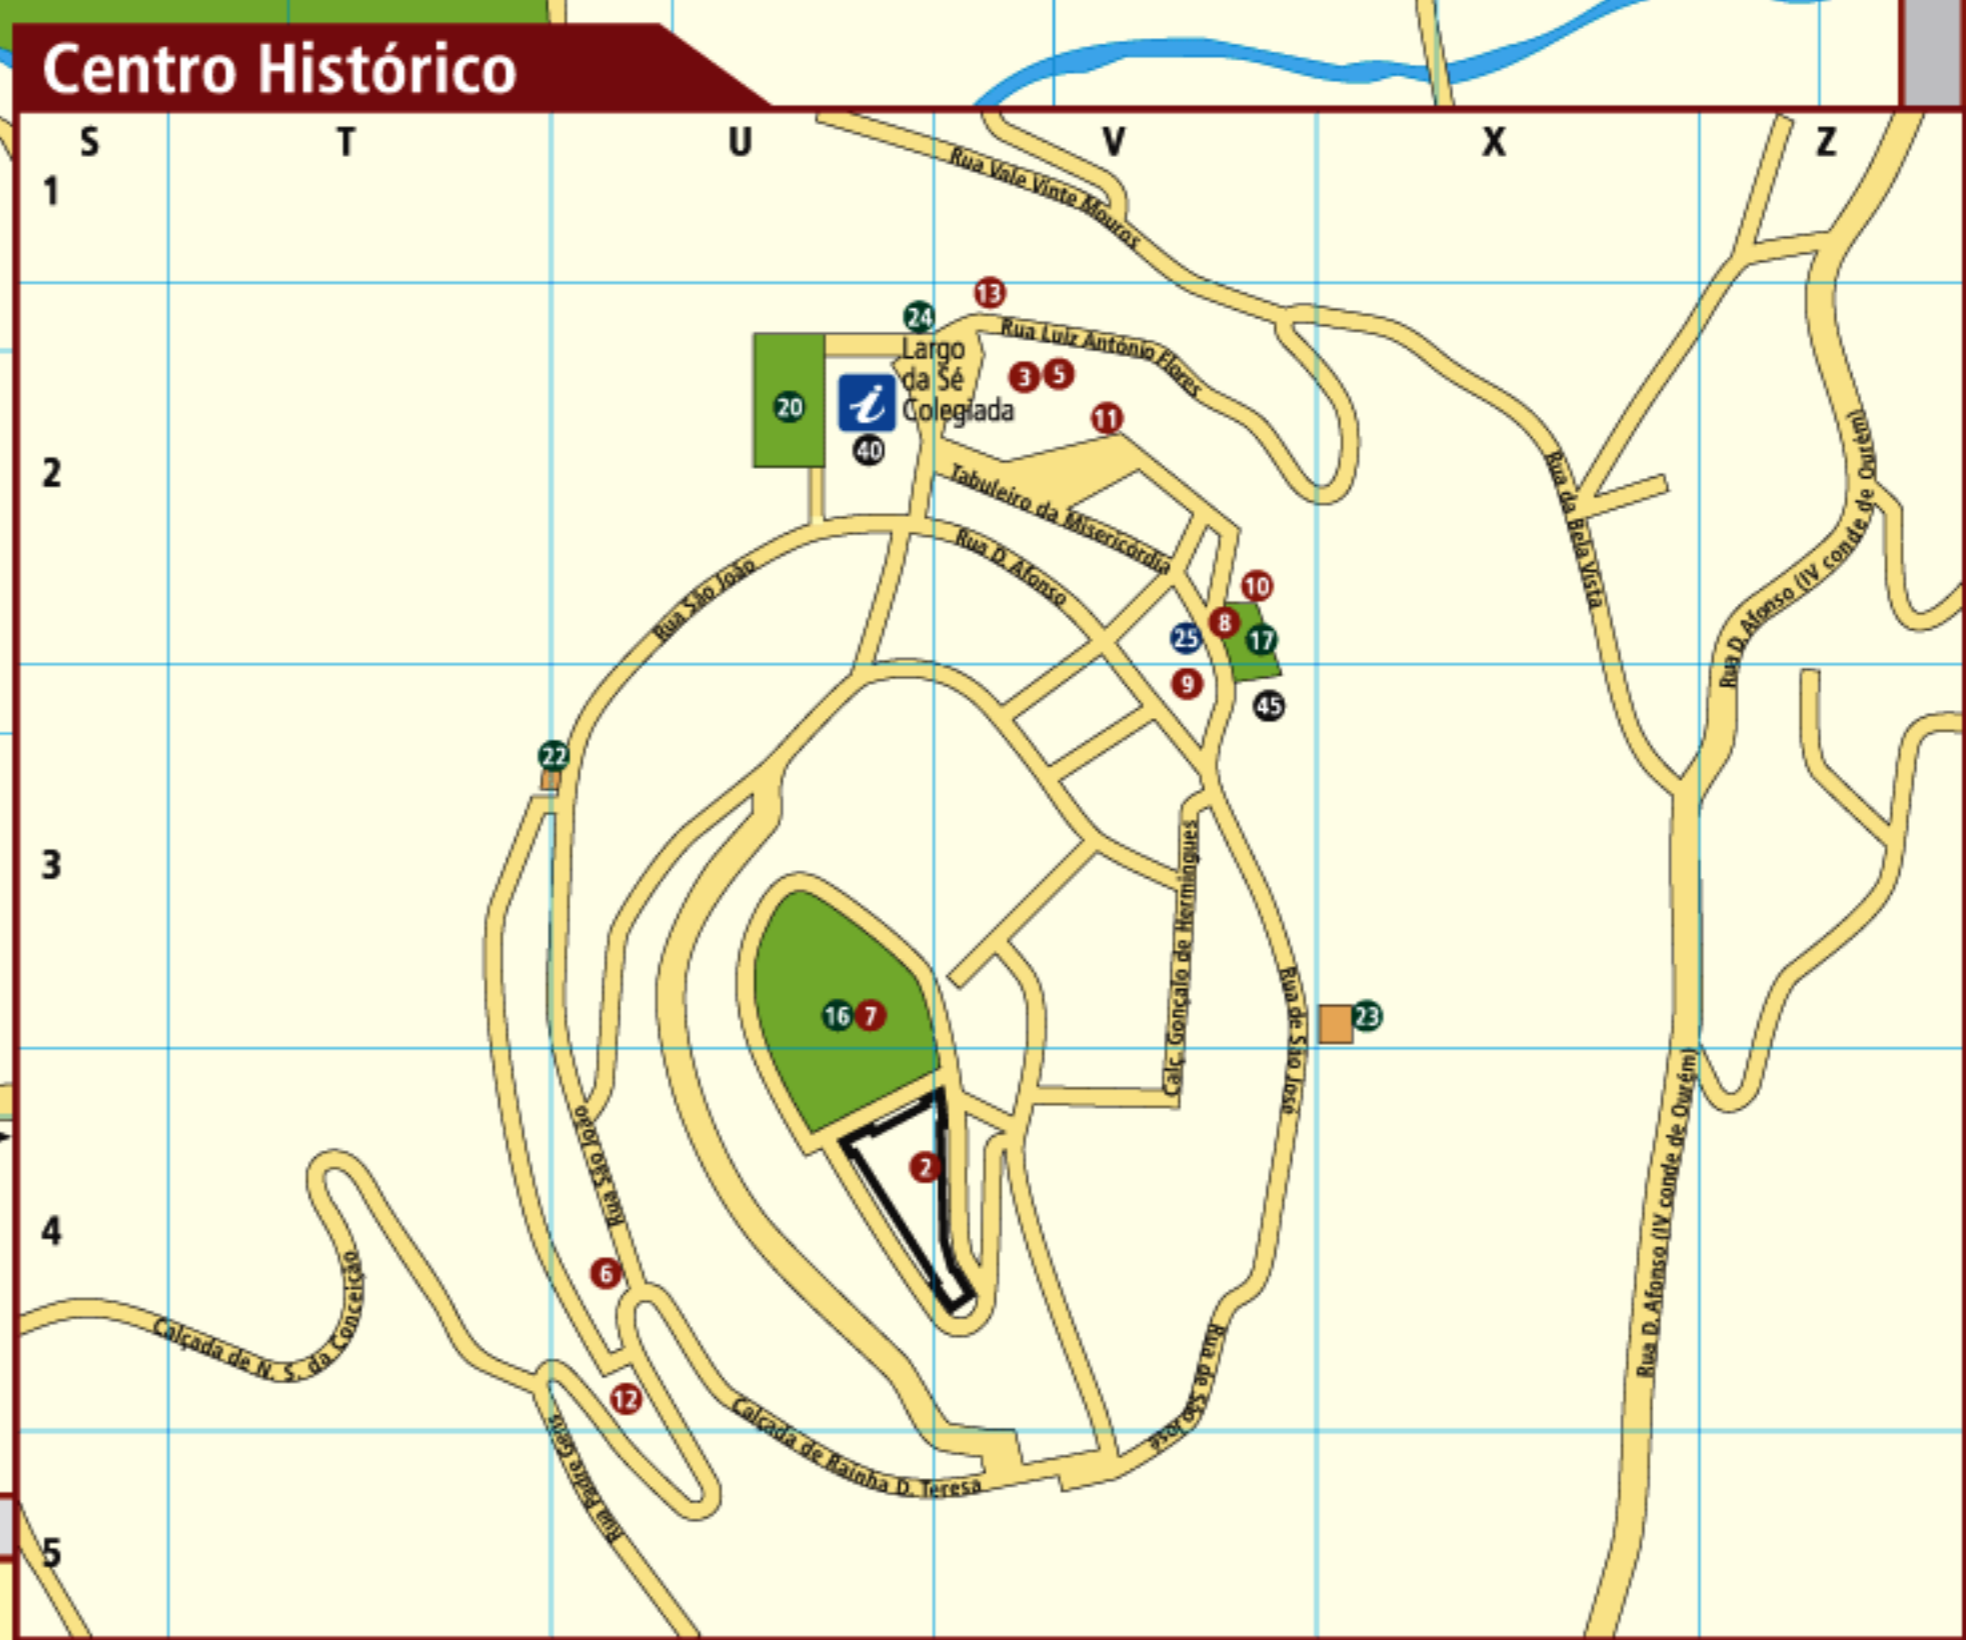 Centro Histórico
S T U V X Z
1
Rua Vale Vinte Mouros
13
24
Rua Luiz António Flores
Largo
da Sé
Colegiada
3 5
20
i
11
40
2
Tabuleiro da Misericórdia
Rua da Bela Vista
Rua D. Afonso (IV conde de Ourém)
Rua D. Afonso
Rua São João
10
8
25
17
9
45
22
3
Calç. Gonçalo de Hermingues
16 7
Rua de São José
23
Rua São João
2
4
6
Calçada de N. S. da Conceição
Rua D. Afonso (IV conde de Ourém)
Rua de São José
12
Calçada de Rainha D. Teresa
Rua Padre Geno
5